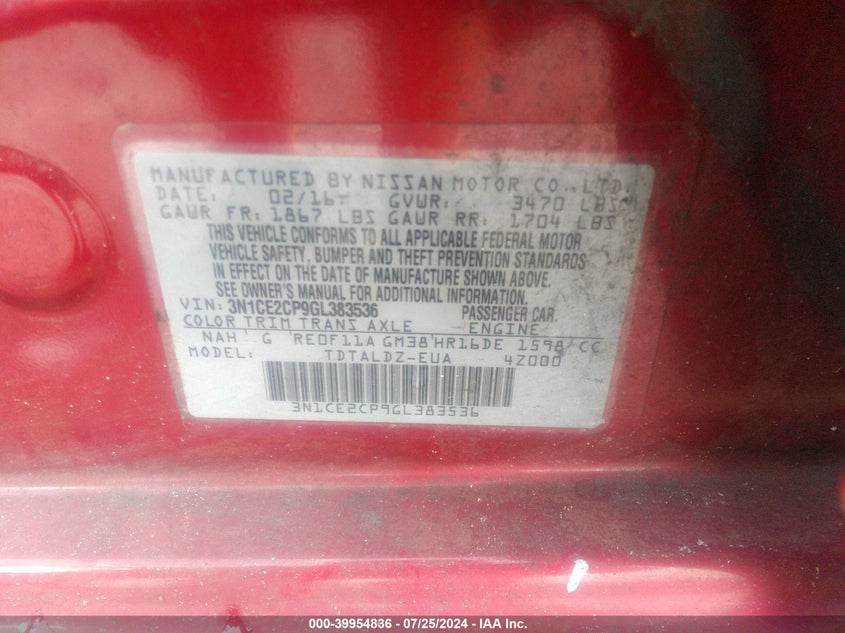 MANUFACTURED BY NISSAN MOTOR CO., LTD.
DATE: 02/16 GVWR: 3470 LBS
GAWR FR: 1867 LBS GAWR RR: 1704 LBS
THIS VEHICLE CONFORMS TO ALL APPLICABLE FEDERAL MOTOR
VEHICLE SAFETY, BUMPER AND THEFT PREVENTION STANDARDS
IN EFFECT ON THE DATE OF MANUFACTURE SHOWN ABOVE.
SEE OWNER'S MANUAL FOR ADDITIONAL INFORMATION
VIN: 3N1CE2CP9GL383536 PASSENGER CAR.
COLOR TRIM TRANS AXLE ENGINE
NAH G RE0F11A GM38 HR16DE 1598 CC
MODEL: TDTALDZ-EUA 4Z000
3N1CE2CP9GL383536
000-39954836 - 07/25/2024 - IAA Inc.